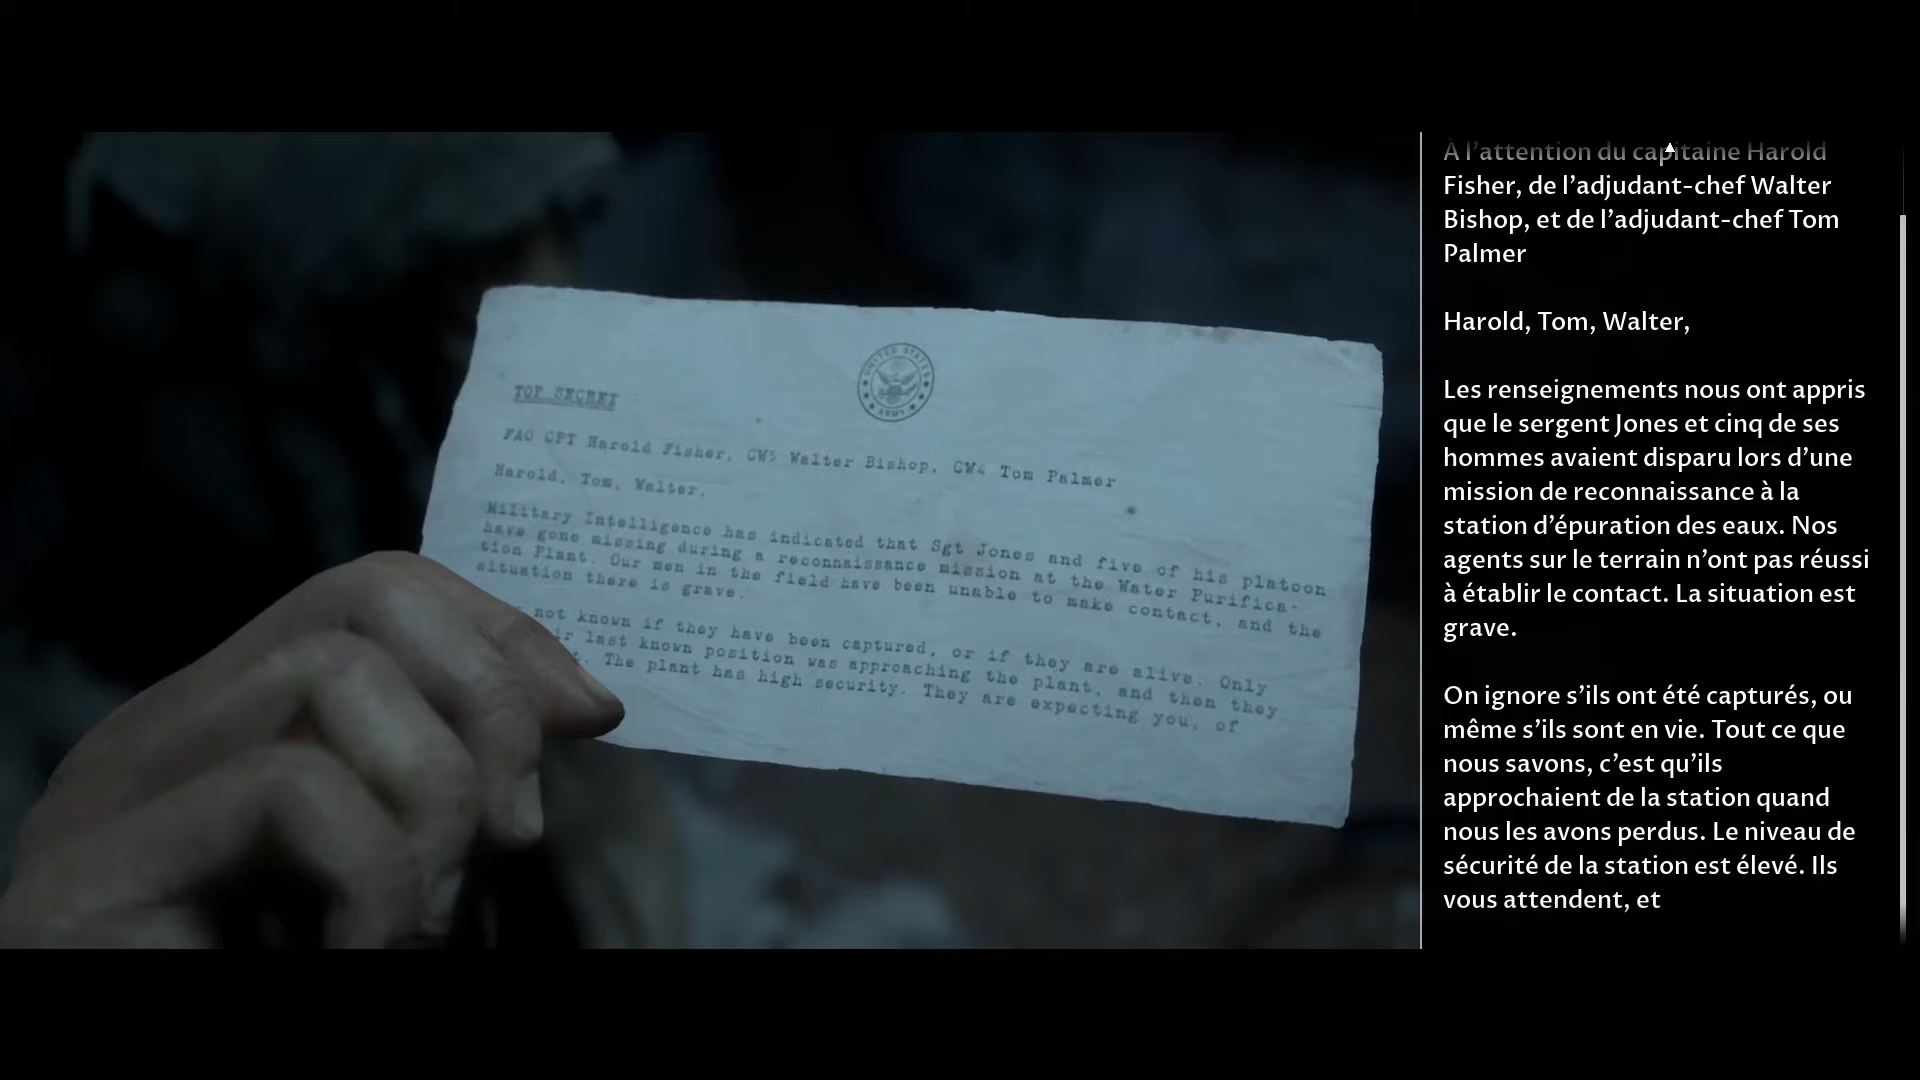 UNITED STATES
ARMY
TOP SECRET
FAO CPT Harold Fisher, CW5 Walter Bishop, CW4 Tom Palmer
Harold, Tom, Walter,
Military Intelligence has indicated that Sgt Jones and five of his platoon
have gone missing during a reconnaissance mission at the Water Purifica-
tion Plant. Our men in the field have been unable to make contact, and the
situation there is grave.
not known if they have been captured, or if they are alive. Only
ir last known position was approaching the plant, and then they
t. The plant has high security. They are expecting you, of
À l’attention du capitaine Harold
Fisher, de l’adjudant-chef Walter
Bishop, et de l’adjudant-chef Tom
Palmer
Harold, Tom, Walter,
Les renseignements nous ont appris
que le sergent Jones et cinq de ses
hommes avaient disparu lors d’une
mission de reconnaissance à la
station d’épuration des eaux. Nos
agents sur le terrain n’ont pas réussi
à établir le contact. La situation est
grave.
On ignore s’ils ont été capturés, ou
même s’ils sont en vie. Tout ce que
nous savons, c’est qu’ils
approchaient de la station quand
nous les avons perdus. Le niveau de
sécurité de la station est élevé. Ils
vous attendent, et